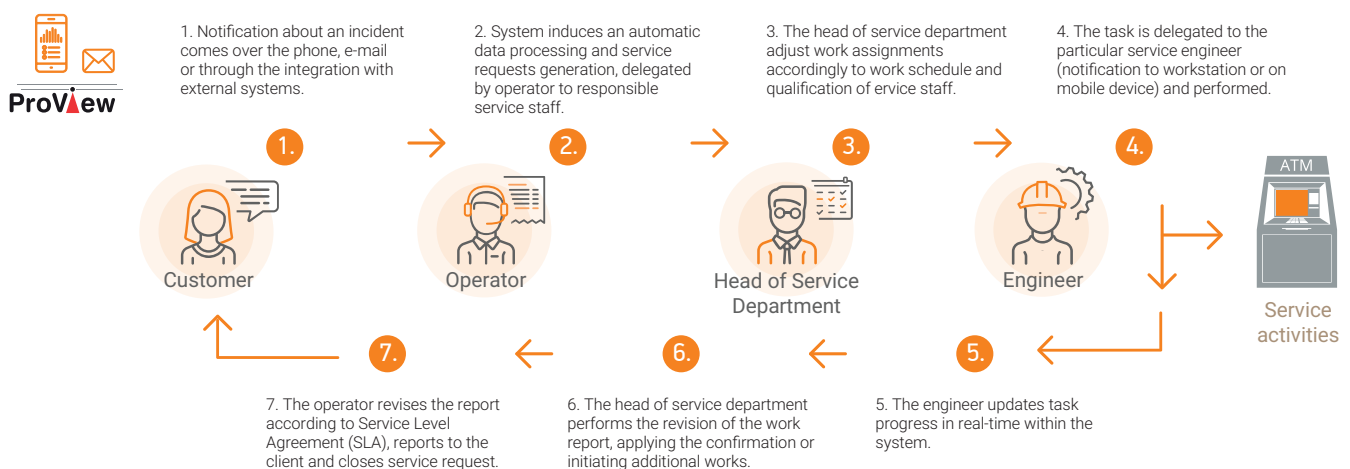 ProView
1. Notification about an incident
comes over the phone, e-mail
or through the integration with
external systems.
2. System induces an automatic
data processing and service
requests generation, delegated
by operator to responsible
service staff.
3. The head of service department
adjust work assignments
accordingly to work schedule and
qualification of ervice staff.
4. The task is delegated to the
particular service engineer
(notification to workstation or on
mobile device) and performed.
1.
2.
3.
4.
ATM
Customer
Operator
Head of Service
Department
Engineer
Service
activities
7.
6.
5.
7. The operator revises the report
according to Service Level
Agreement (SLA), reports to the
client and closes service request.
6. The head of service department
performs the revision of the work
report, applying the confirmation or
initiating additional works.
5. The engineer updates task
progress in real-time within the
system.